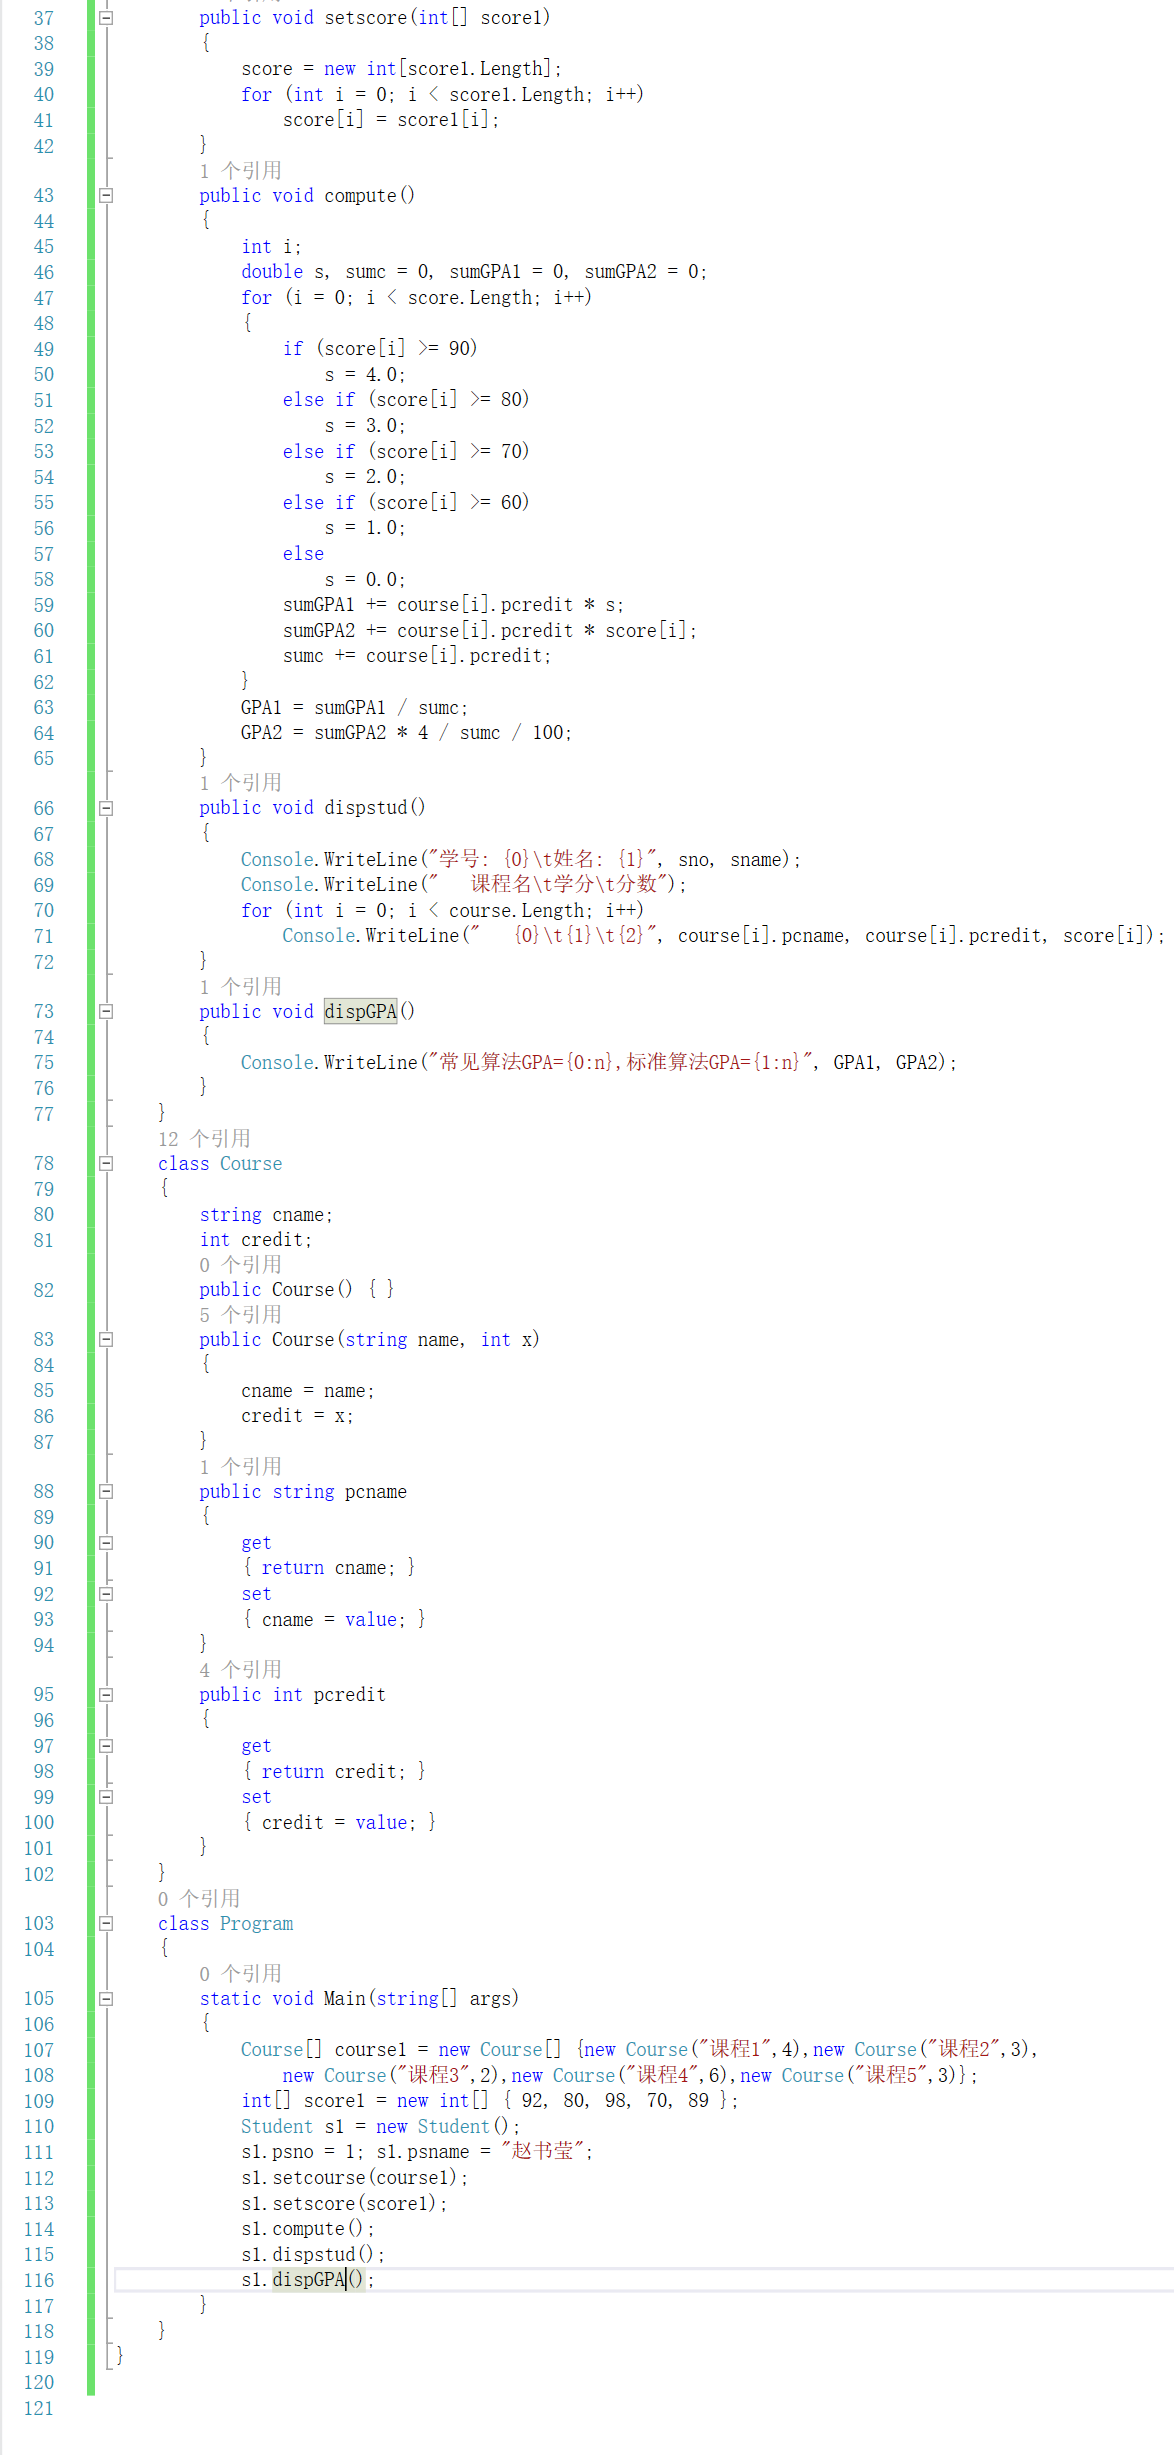 37 public void setscore(int[] score1)
38 {
39 score = new int[score1.Length];
40 for (int i = 0; i < score1.Length; i++)
41 score[i] = score1[i];
42 }
1 个引用
43 public void compute()
44 {
45 int i;
46 double s, sumc = 0, sumGPA1 = 0, sumGPA2 = 0;
47 for (i = 0; i < score.Length; i++)
48 {
49 if (score[i] >= 90)
50 s = 4.0;
51 else if (score[i] >= 80)
52 s = 3.0;
53 else if (score[i] >= 70)
54 s = 2.0;
55 else if (score[i] >= 60)
56 s = 1.0;
57 else
58 s = 0.0;
59 sumGPA1 += course[i].pcredit * s;
60 sumGPA2 += course[i].pcredit * score[i];
61 sumc += course[i].pcredit;
62 }
63 GPA1 = sumGPA1 / sumc;
64 GPA2 = sumGPA2 * 4 / sumc / 100;
65 }
1 个引用
66 public void dispstud()
67 {
68 Console.WriteLine("学号: {0}\t姓名: {1}", sno, sname);
69 Console.WriteLine("   课程名\t学分\t分数");
70 for (int i = 0; i < course.Length; i++)
71 Console.WriteLine("   {0}\t{1}\t{2}", course[i].pcname, course[i].pcredit, score[i]);
72 }
1 个引用
73 public void dispGPA()
74 {
75 Console.WriteLine("常见算法GPA={0:n},标准算法GPA={1:n}", GPA1, GPA2);
76 }
77 }
12 个引用
78 class Course
79 {
80 string cname;
81 int credit;
0 个引用
82 public Course() { }
5 个引用
83 public Course(string name, int x)
84 {
85 cname = name;
86 credit = x;
87 }
1 个引用
88 public string pcname
89 {
90 get
91 { return cname; }
92 set
93 { cname = value; }
94 }
4 个引用
95 public int pcredit
96 {
97 get
98 { return credit; }
99 set
100 { credit = value; }
101 }
102 }
0 个引用
103 class Program
104 {
0 个引用
105 static void Main(string[] args)
106 {
107 Course[] course1 = new Course[] {new Course("课程1",4),new Course("课程2",3),
108 new Course("课程3",2),new Course("课程4",6),new Course("课程5",3)};
109 int[] score1 = new int[] { 92, 80, 98, 70, 89 };
110 Student s1 = new Student();
111 s1.psno = 1; s1.psname = "赵书莹";
112 s1.setcourse(course1);
113 s1.setscore(score1);
114 s1.compute();
115 s1.dispstud();
116 s1.dispGPA();
117 }
118 }
119 }
120
121